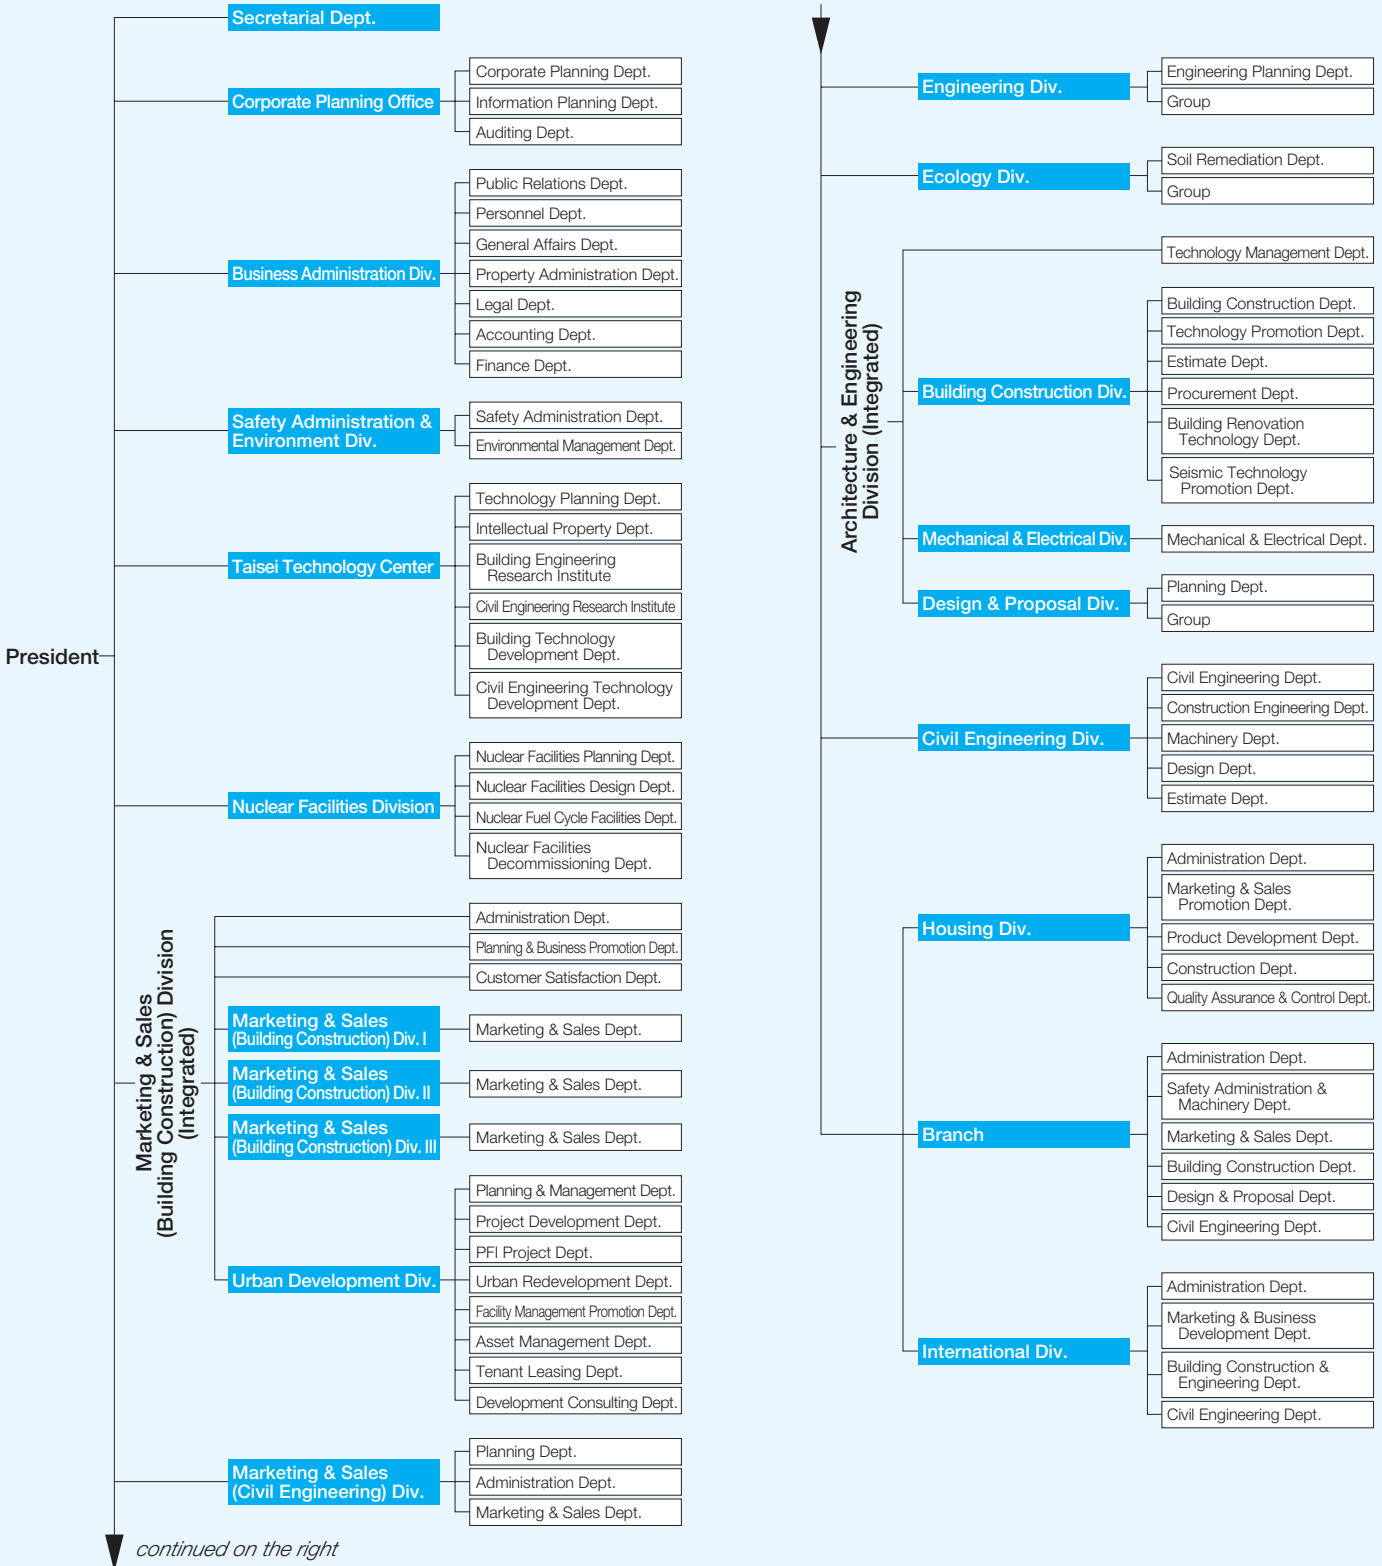 Secretarial Dept.
Corporate Planning Office
Corporate Planning Dept.
Information Planning Dept.
Auditing Dept.
Business Administration Div.
Public Relations Dept.
Personnel Dept.
General Affairs Dept.
Property Administration Dept.
Legal Dept.
Accounting Dept.
Finance Dept.
Safety Administration &
Environment Div.
Safety Administration Dept.
Environmental Management Dept.
Taisei Technology Center
Technology Planning Dept.
Intellectual Property Dept.
Building Engineering
Research Institute
Civil Engineering Research Institute
Building Technology
Development Dept.
Civil Engineering Technology
Development Dept.
President
Nuclear Facilities Division
Nuclear Facilities Planning Dept.
Nuclear Facilities Design Dept.
Nuclear Fuel Cycle Facilities Dept.
Nuclear Facilities
Decommissioning Dept.
Marketing & Sales
(Building Construction) Division
(Integrated)
Administration Dept.
Planning & Business Promotion Dept.
Customer Satisfaction Dept.
Marketing & Sales
(Building Construction) Div. I
Marketing & Sales Dept.
Marketing & Sales
(Building Construction) Div. II
Marketing & Sales Dept.
Marketing & Sales
(Building Construction) Div. III
Marketing & Sales Dept.
Urban Development Div.
Planning & Management Dept.
Project Development Dept.
PFI Project Dept.
Urban Redevelopment Dept.
Facility Management Promotion Dept.
Asset Management Dept.
Tenant Leasing Dept.
Development Consulting Dept.
Marketing & Sales
(Civil Engineering) Div.
Planning Dept.
Administration Dept.
Marketing & Sales Dept.
continued on the right
Engineering Div.
Engineering Planning Dept.
Group
Ecology Div.
Soil Remediation Dept.
Group
Architecture & Engineering
Division (Integrated)
Technology Management Dept.
Building Construction Div.
Building Construction Dept.
Technology Promotion Dept.
Estimate Dept.
Procurement Dept.
Building Renovation
Technology Dept.
Seismic Technology
Promotion Dept.
Mechanical & Electrical Div.
Mechanical & Electrical Dept.
Design & Proposal Div.
Planning Dept.
Group
Civil Engineering Div.
Civil Engineering Dept.
Construction Engineering Dept.
Machinery Dept.
Design Dept.
Estimate Dept.
Housing Div.
Administration Dept.
Marketing & Sales
Promotion Dept.
Product Development Dept.
Construction Dept.
Quality Assurance & Control Dept.
Branch
Administration Dept.
Safety Administration &
Machinery Dept.
Marketing & Sales Dept.
Building Construction Dept.
Design & Proposal Dept.
Civil Engineering Dept.
International Div.
Administration Dept.
Marketing & Business
Development Dept.
Building Construction &
Engineering Dept.
Civil Engineering Dept.